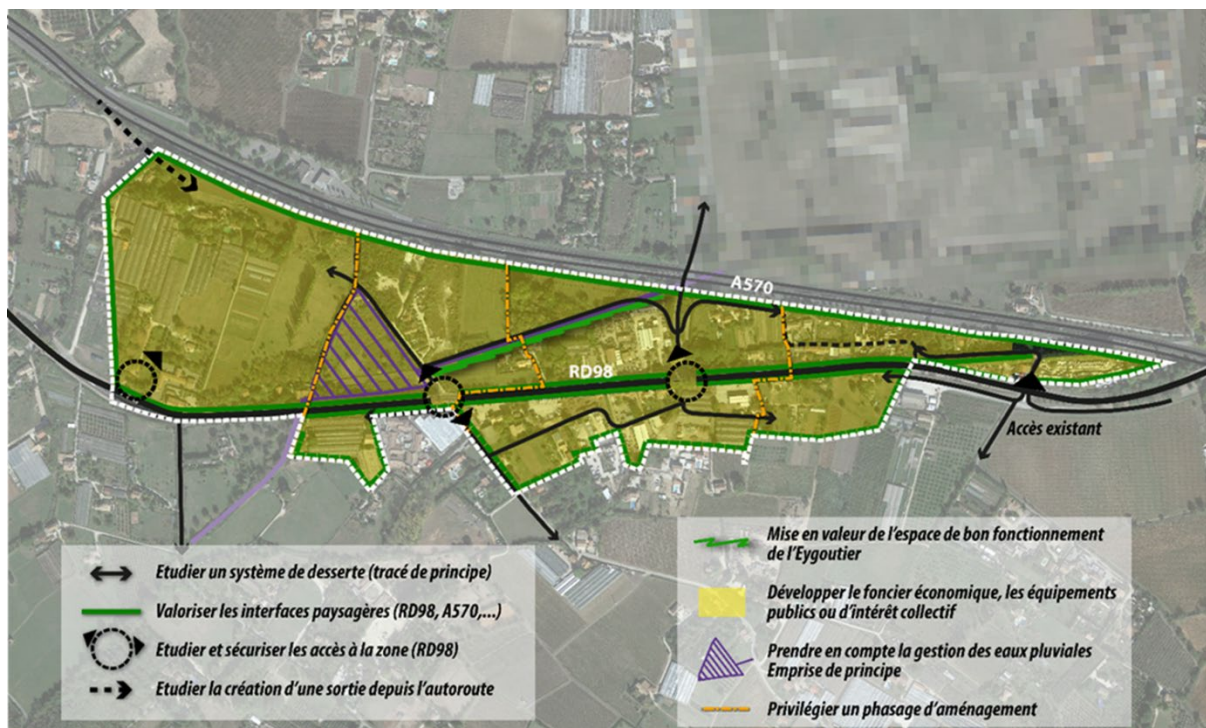 A570
RD98
Accès existant
Etudier un système de desserte (tracé de principe)
Valoriser les interfaces paysagères (RD98, A570,...)
Etudier et sécuriser les accès à la zone (RD98)
Etudier la création d'une sortie depuis l'autoroute
Mise en valeur de l'espace de bon fonctionnement
de l'Eygoutier
Développer le foncier économique, les équipements
publics ou d'intérêt collectif
Prendre en compte la gestion des eaux pluviales
Emprise de principe
Privilégier un phasage d'aménagement